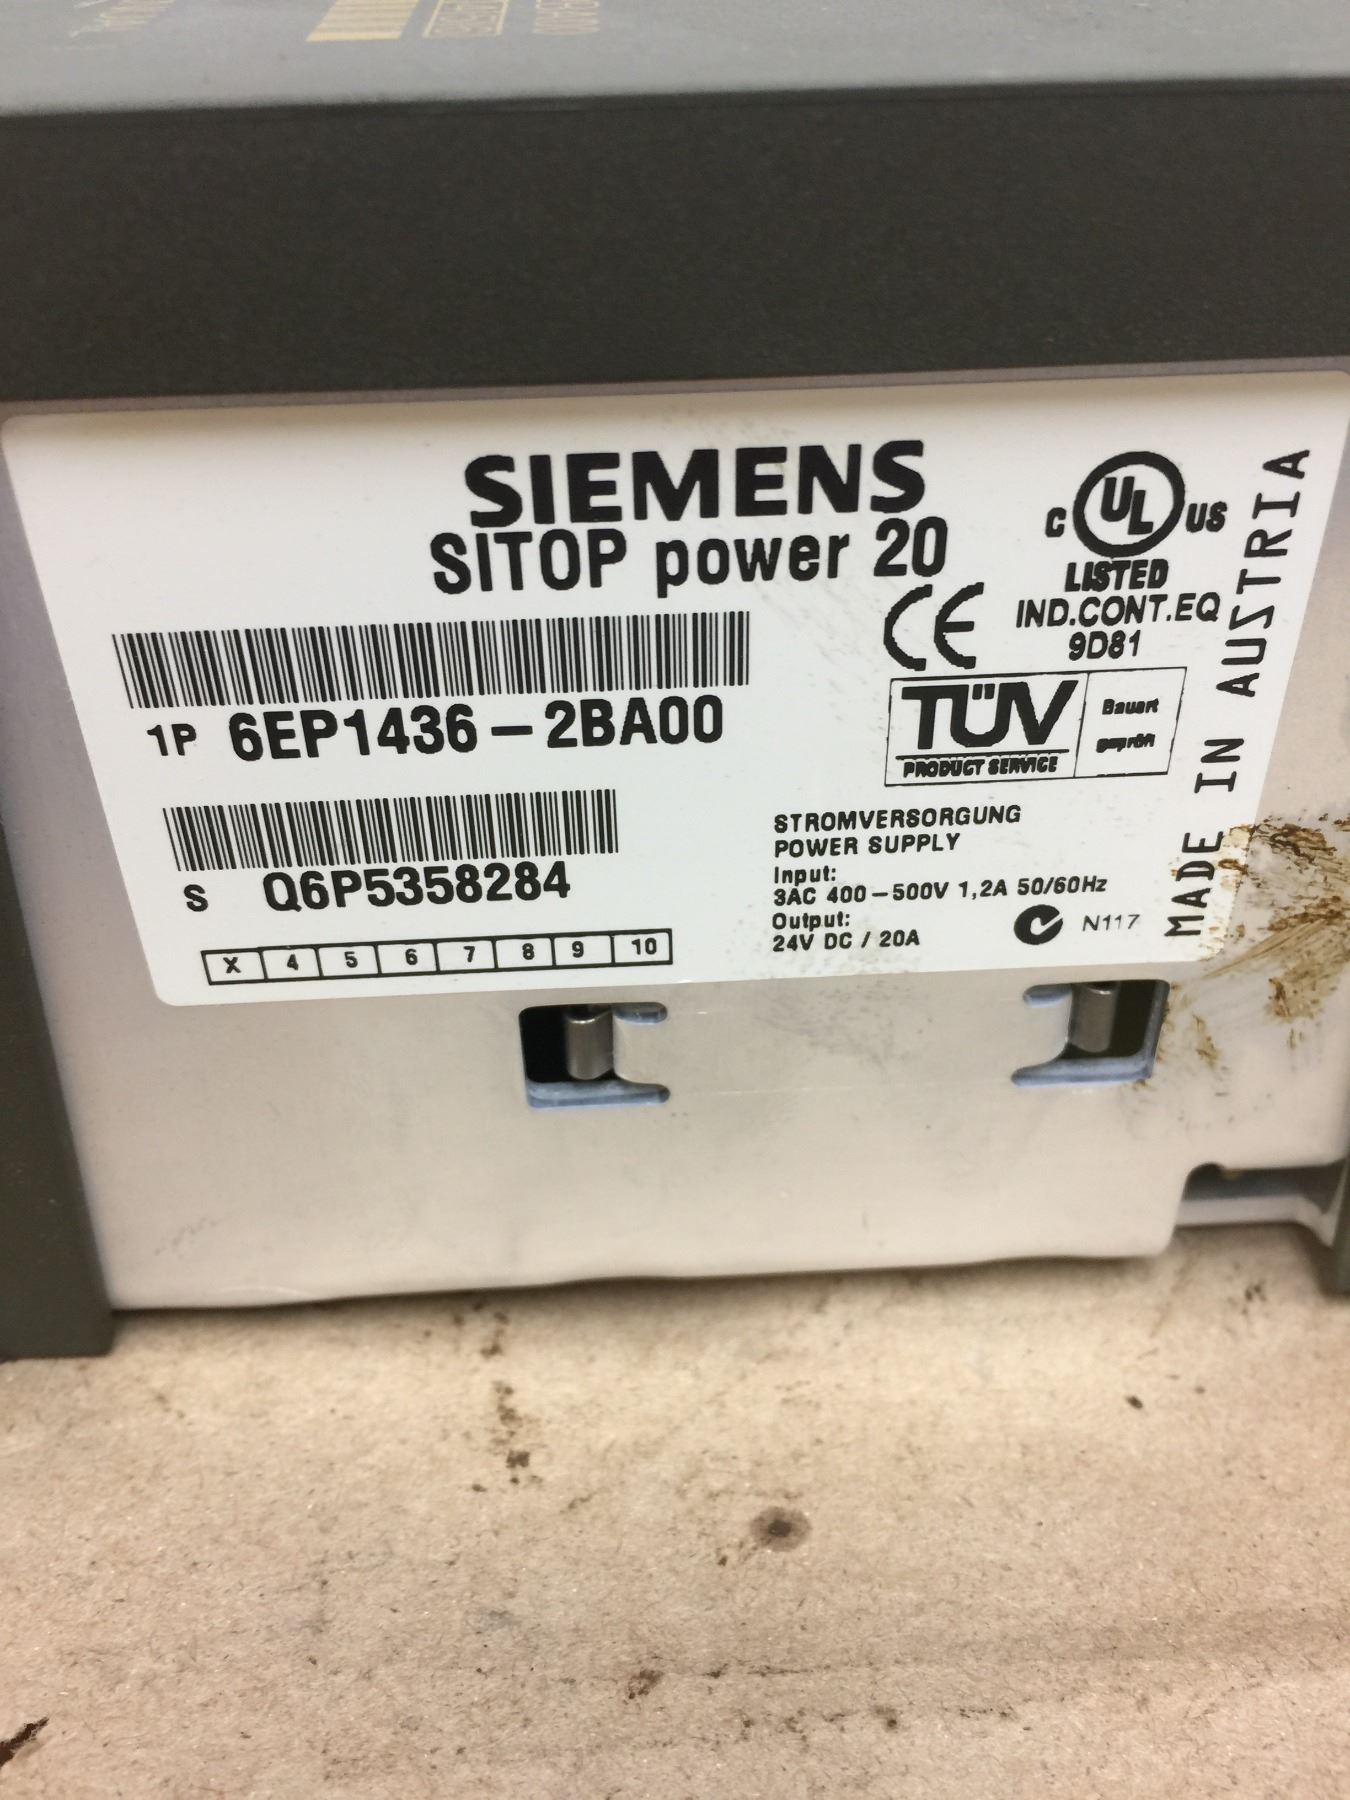 SIEMENS
SITOP power 20
C UL US
LISTED
IND.CONT.EQ
9D81
CE
1P 6EP1436-2BA00
TÜV
PRODUCT SERVICE
Bauart
geprüft
S Q6P5358284
X 4 5 6 7 8 9 10
STROMVERSORGUNG
POWER SUPPLY
Input:
3AC 400-500V 1,2A 50/60Hz
Output:
24V DC / 20A
N117
MADE IN AUSTRIA